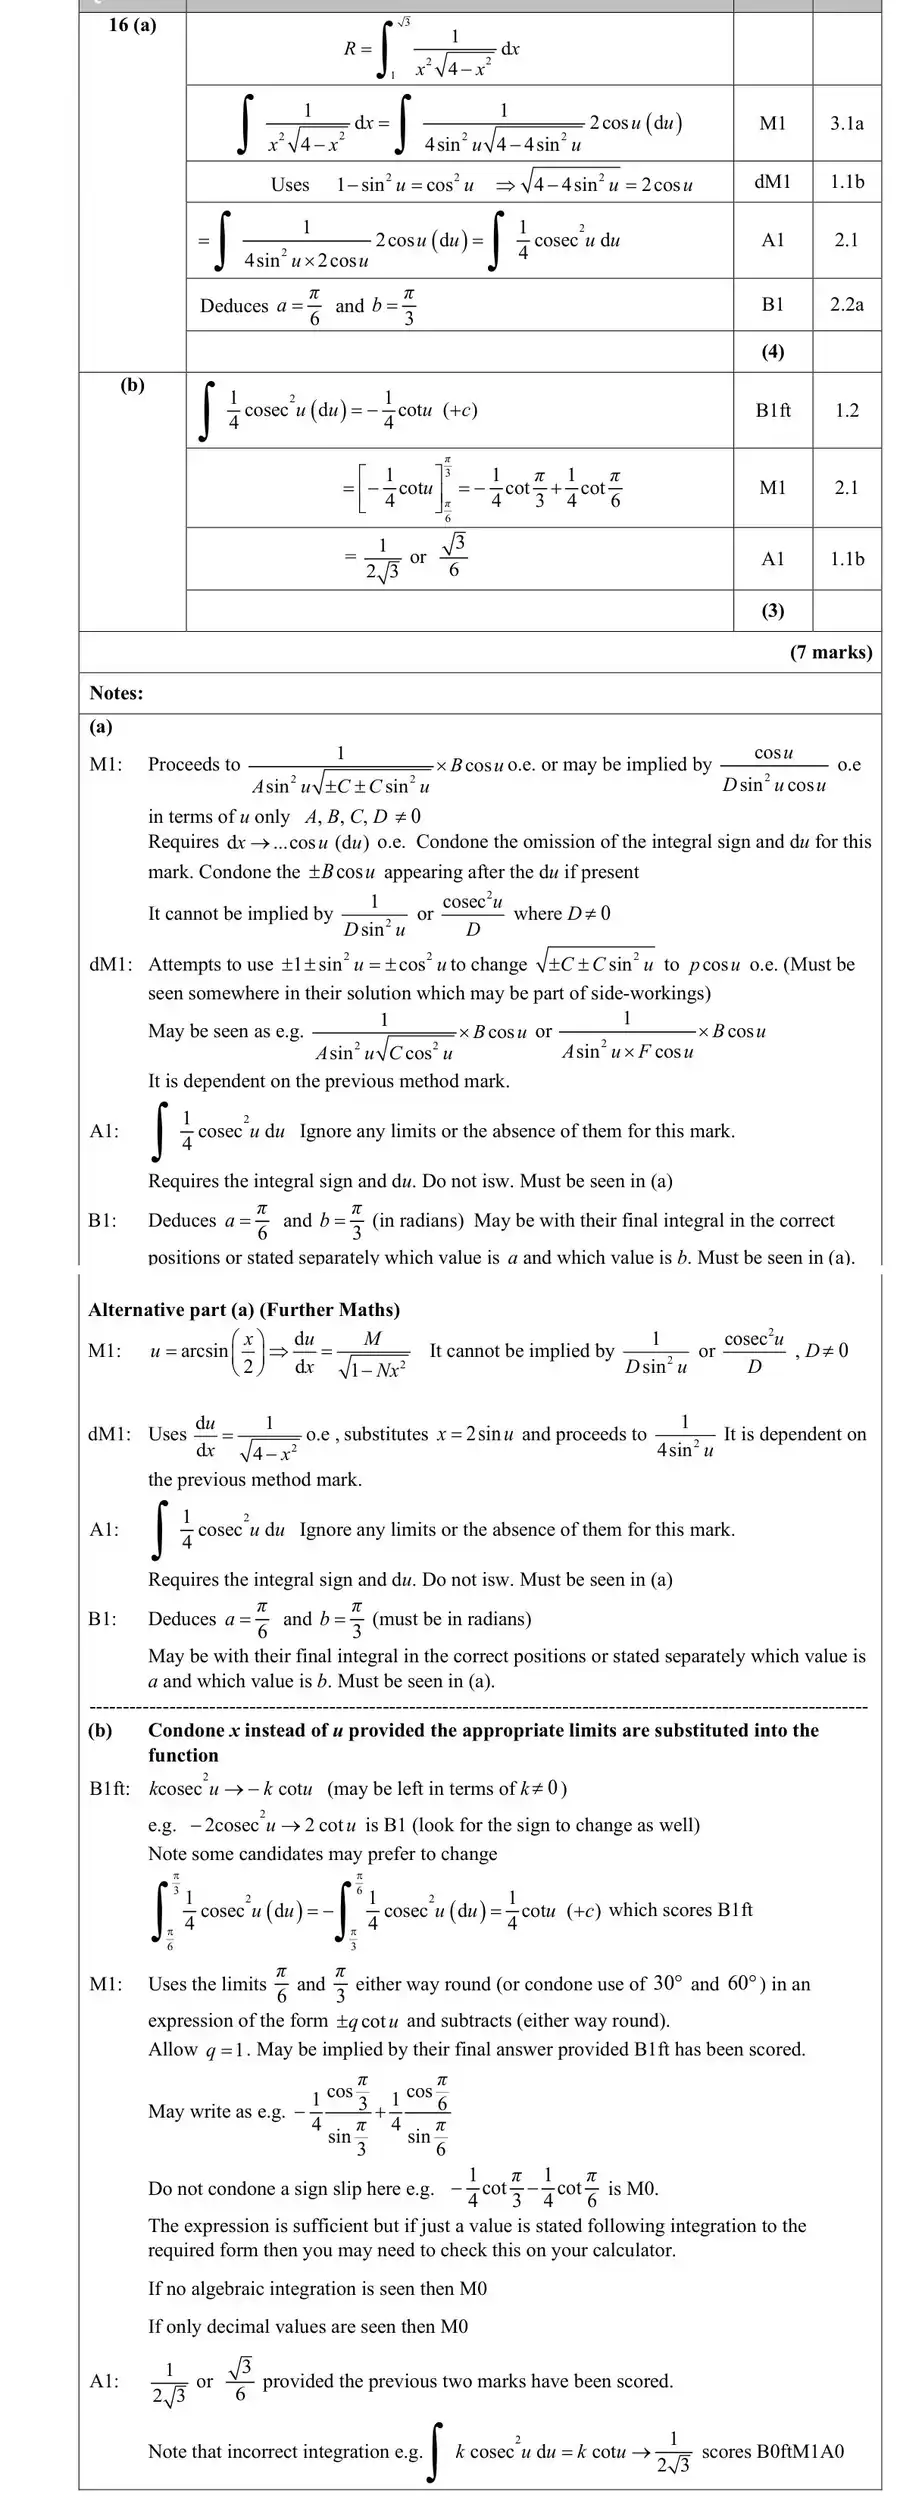 16 (a)
R = ∫₁^√3 1/(x²√(4−x²)) dx
∫ 1/(x²√(4−x²)) dx = ∫ 1/(4sin²u√(4−4sin²u)) 2cosu (du) M1 3.1a
Uses 1−sin²u = cos²u ⇒ √(4−4sin²u) = 2cosu dM1 1.1b
= ∫ 1/(4sin²u×2cosu) 2cosu (du) = ∫ 1/4 cosec²u du A1 2.1
Deduces a = π/6 and b = π/3 B1 2.2a
(4)
(b)
∫ 1/4 cosec²u (du) = −1/4 cotu (+c) B1ft 1.2
= [−1/4 cotu]_(π/6)^(π/3) = −1/4 cot π/3 + 1/4 cot π/6 M1 2.1
= 1/(2√3) or √3/6 A1 1.1b
(3)
(7 marks)
Notes:
(a)
M1: Proceeds to 1/(Asin²u√(±C±Csin²u)) × Bcosu o.e. or may be implied by cosu/(Dsin²ucosu) o.e
in terms of u only A, B, C, D ≠ 0
Requires dx → ...cosu (du) o.e. Condone the omission of the integral sign and du for this
mark. Condone the ±Bcosu appearing after the du if present
It cannot be implied by 1/(Dsin²u) or cosec²u/D where D ≠ 0
dM1: Attempts to use ±1±sin²u = ±cos²u to change √(±C±Csin²u) to pcosu o.e. (Must be
seen somewhere in their solution which may be part of side-workings)
May be seen as e.g. 1/(Asin²u√(Ccos²u)) × Bcosu or 1/(Asin²u×Fcosu) × Bcosu
It is dependent on the previous method mark.
A1: ∫ 1/4 cosec²u du Ignore any limits or the absence of them for this mark.
Requires the integral sign and du. Do not isw. Must be seen in (a)
B1: Deduces a = π/6 and b = π/3 (in radians) May be with their final integral in the correct
positions or stated separately which value is a and which value is b. Must be seen in (a).
Alternative part (a) (Further Maths)
M1: u = arcsin(x/2) ⇒ du/dx = M/√(1−Nx²) It cannot be implied by 1/(Dsin²u) or cosec²u/D , D ≠ 0
dM1: Uses du/dx = 1/√(4−x²) o.e , substitutes x = 2sinu and proceeds to 1/(4sin²u) It is dependent on
the previous method mark.
A1: ∫ 1/4 cosec²u du Ignore any limits or the absence of them for this mark.
Requires the integral sign and du. Do not isw. Must be seen in (a)
B1: Deduces a = π/6 and b = π/3 (must be in radians)
May be with their final integral in the correct positions or stated separately which value is
a and which value is b. Must be seen in (a).
(b) Condone x instead of u provided the appropriate limits are substituted into the
function
B1ft: kcosec²u → −k cotu (may be left in terms of k ≠ 0)
e.g. −2cosec²u → 2cotu is B1 (look for the sign to change as well)
Note some candidates may prefer to change
∫_(π/6)^(π/3) 1/4 cosec²u (du) = −∫_(π/3)^(π/6) 1/4 cosec²u (du) = 1/4 cotu (+c) which scores B1ft
M1: Uses the limits π/6 and π/3 either way round (or condone use of 30° and 60°) in an
expression of the form ±qcotu and subtracts (either way round).
Allow q = 1. May be implied by their final answer provided B1ft has been scored.
May write as e.g. −1/4 (cos π/3)/(sin π/3) + 1/4 (cos π/6)/(sin π/6)
Do not condone a sign slip here e.g. −1/4 cot π/3 − 1/4 cot π/6 is M0.
The expression is sufficient but if just a value is stated following integration to the
required form then you may need to check this on your calculator.
If no algebraic integration is seen then M0
If only decimal values are seen then M0
A1: 1/(2√3) or √3/6 provided the previous two marks have been scored.
Note that incorrect integration e.g. ∫ k cosec²u du = k cotu → 1/(2√3) scores B0ftM1A0